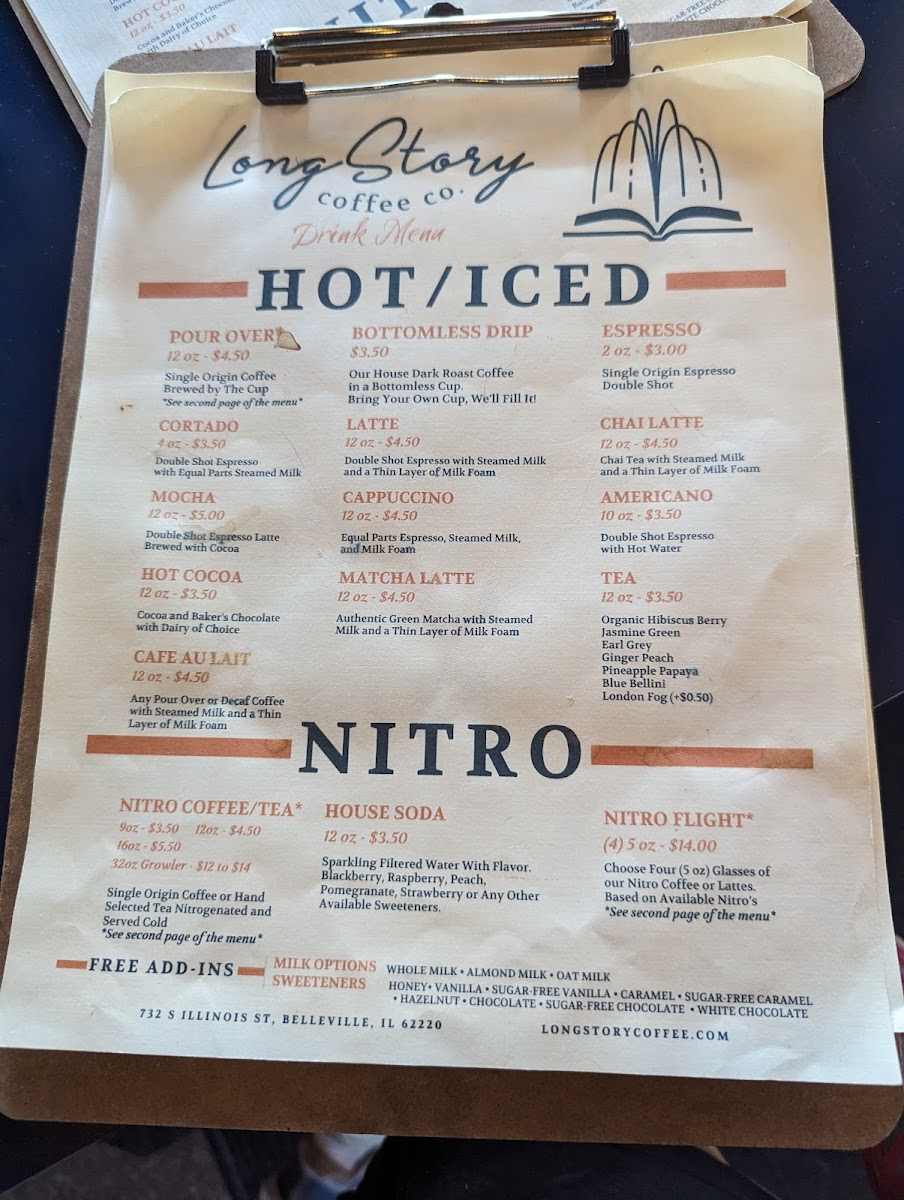 HOT CO
12 oz - $3.50
Cocoa and Baker's Chocola
with Dairy of Choice
AU LAIT
Long Story
coffee co.
Drink Menu
HOT/ICED
POUR OVER*
12 oz - $4.50
Single Origin Coffee
Brewed by The Cup
*See second page of the menu*
BOTTOMLESS DRIP
$3.50
Our House Dark Roast Coffee
in a Bottomless Cup.
Bring Your Own Cup, We'll Fill It!
ESPRESSO
2 oz - $3.00
Single Origin Espresso
Double Shot
CORTADO
4 oz - $3.50
Double Shot Espresso
with Equal Parts Steamed Milk
LATTE
12 oz - $4.50
Double Shot Espresso with Steamed Milk
and a Thin Layer of Milk Foam
CHAI LATTE
12 oz - $4.50
Chai Tea with Steamed Milk
and a Thin Layer of Milk Foam
MOCHA
12 oz - $5.00
Double Shot Espresso Latte
Brewed with Cocoa
CAPPUCCINO
12 oz - $4.50
Equal Parts Espresso, Steamed Milk,
and Milk Foam
AMERICANO
10 oz - $3.50
Double Shot Espresso
with Hot Water
HOT COCOA
12 oz - $3.50
Cocoa and Baker's Chocolate
with Dairy of Choice
MATCHA LATTE
12 oz - $4.50
Authentic Green Matcha with Steamed
Milk and a Thin Layer of Milk Foam
TEA
12 oz - $3.50
Organic Hibiscus Berry
Jasmine Green
Earl Grey
Ginger Peach
Pineapple Papaya
Blue Bellini
London Fog (+$0.50)
CAFE AU LAIT
12 oz - $4.50
Any Pour Over or Decaf Coffee
with Steamed Milk and a Thin
Layer of Milk Foam
NITRO
NITRO COFFEE/TEA*
9oz - $3.50 12oz - $4.50
16oz - $5.50
32oz Growler - $12 to $14
Single Origin Coffee or Hand
Selected Tea Nitrogenated and
Served Cold
*See second page of the menu*
HOUSE SODA
12 oz - $3.50
Sparkling Filtered Water With Flavor.
Blackberry, Raspberry, Peach,
Pomegranate, Strawberry or Any Other
Available Sweeteners.
NITRO FLIGHT*
(4) 5 oz - $14.00
Choose Four (5 oz) Glasses of
our Nitro Coffee or Lattes.
Based on Available Nitro's
*See second page of the menu*
FREE ADD-INS
MILK OPTIONS WHOLE MILK • ALMOND MILK • OAT MILK
SWEETENERS HONEY• VANILLA • SUGAR-FREE VANILLA • CARAMEL • SUGAR-FREE CARAMEL
• HAZELNUT • CHOCOLATE • SUGAR-FREE CHOCOLATE • WHITE CHOCOLATE
732 S ILLINOIS ST, BELLEVILLE, IL 62220
LONGSTORYCOFFEE.COM